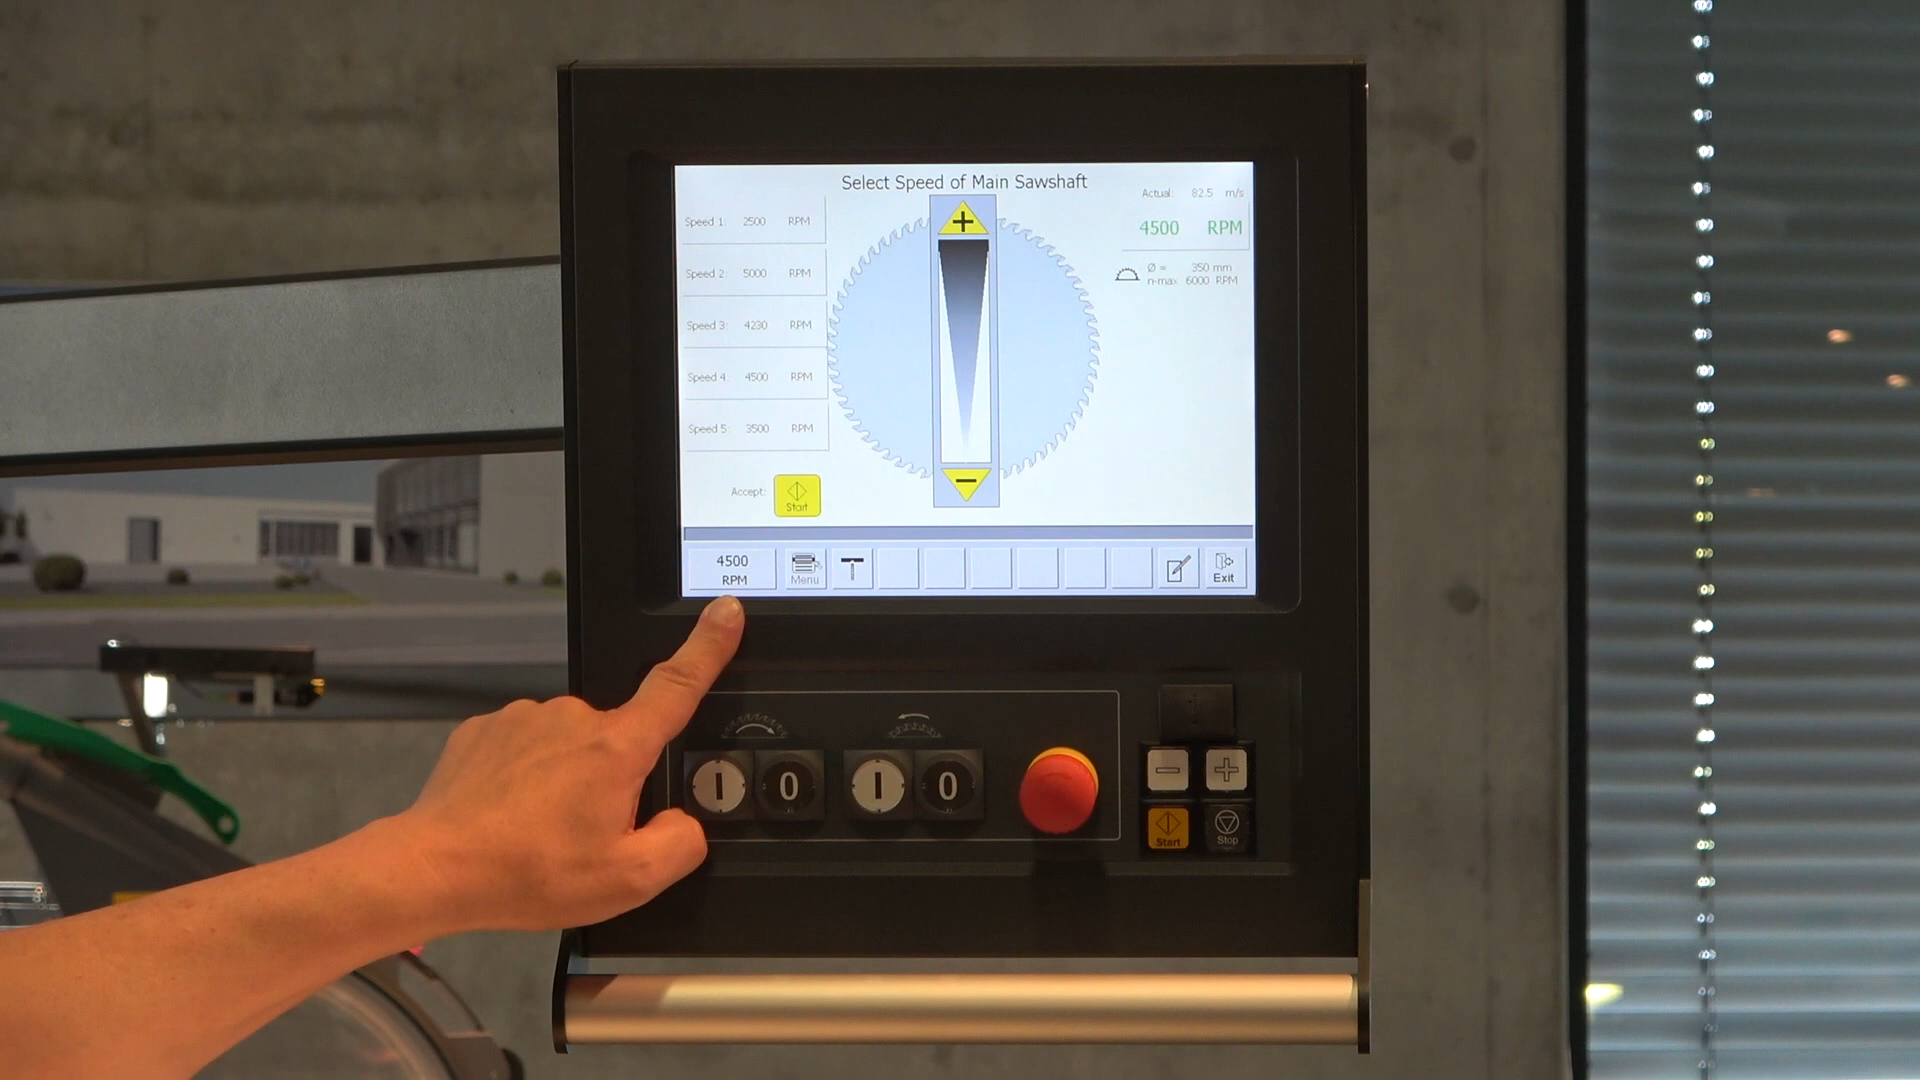 Select Speed of Main Sawshaft
Actual: 82.5 m/s
4500 RPM
Ø = 350 mm
n-max 6000 RPM
Speed 1: 2500 RPM
Speed 2: 5000 RPM
Speed 3: 4230 RPM
Speed 4: 4500 RPM
Speed 5: 3500 RPM
Accept: Start
4500
RPM
Menu
Exit
I 0 I 0
Start Stop